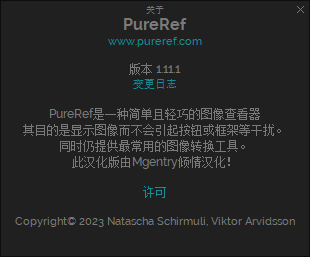 关于
PureRef
www.pureref.com
版本 1.11.1
变更日志
PureRef是一种简单且轻巧的图像查看器
其目的是显示图像而不会引起按钮或框架等干扰。
同时仍提供最常用的图像转换工具。
此汉化版由Mgentry倾情汉化！
许可
Copyright© 2023 Natascha Schirmuli, Viktor Arvidsson